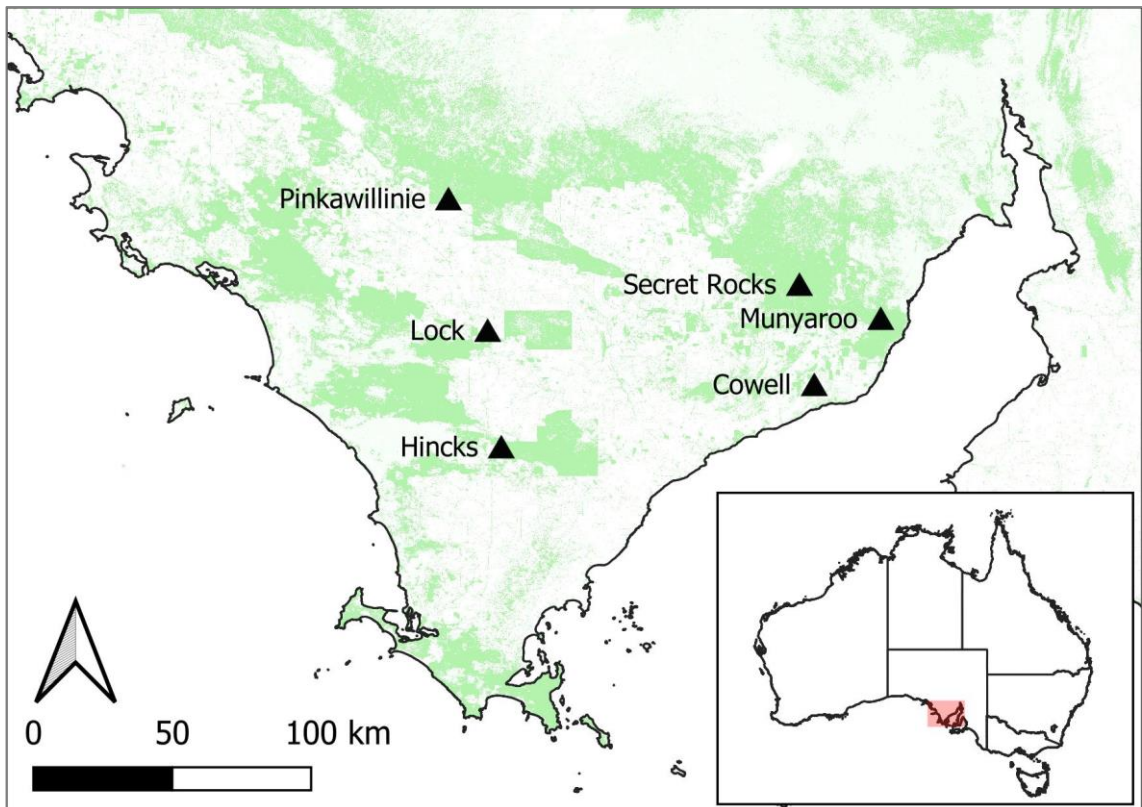 Pinkawillinie
Secret Rocks
Munyaroo
Lock
Cowell
Hincks
0 50 100 km